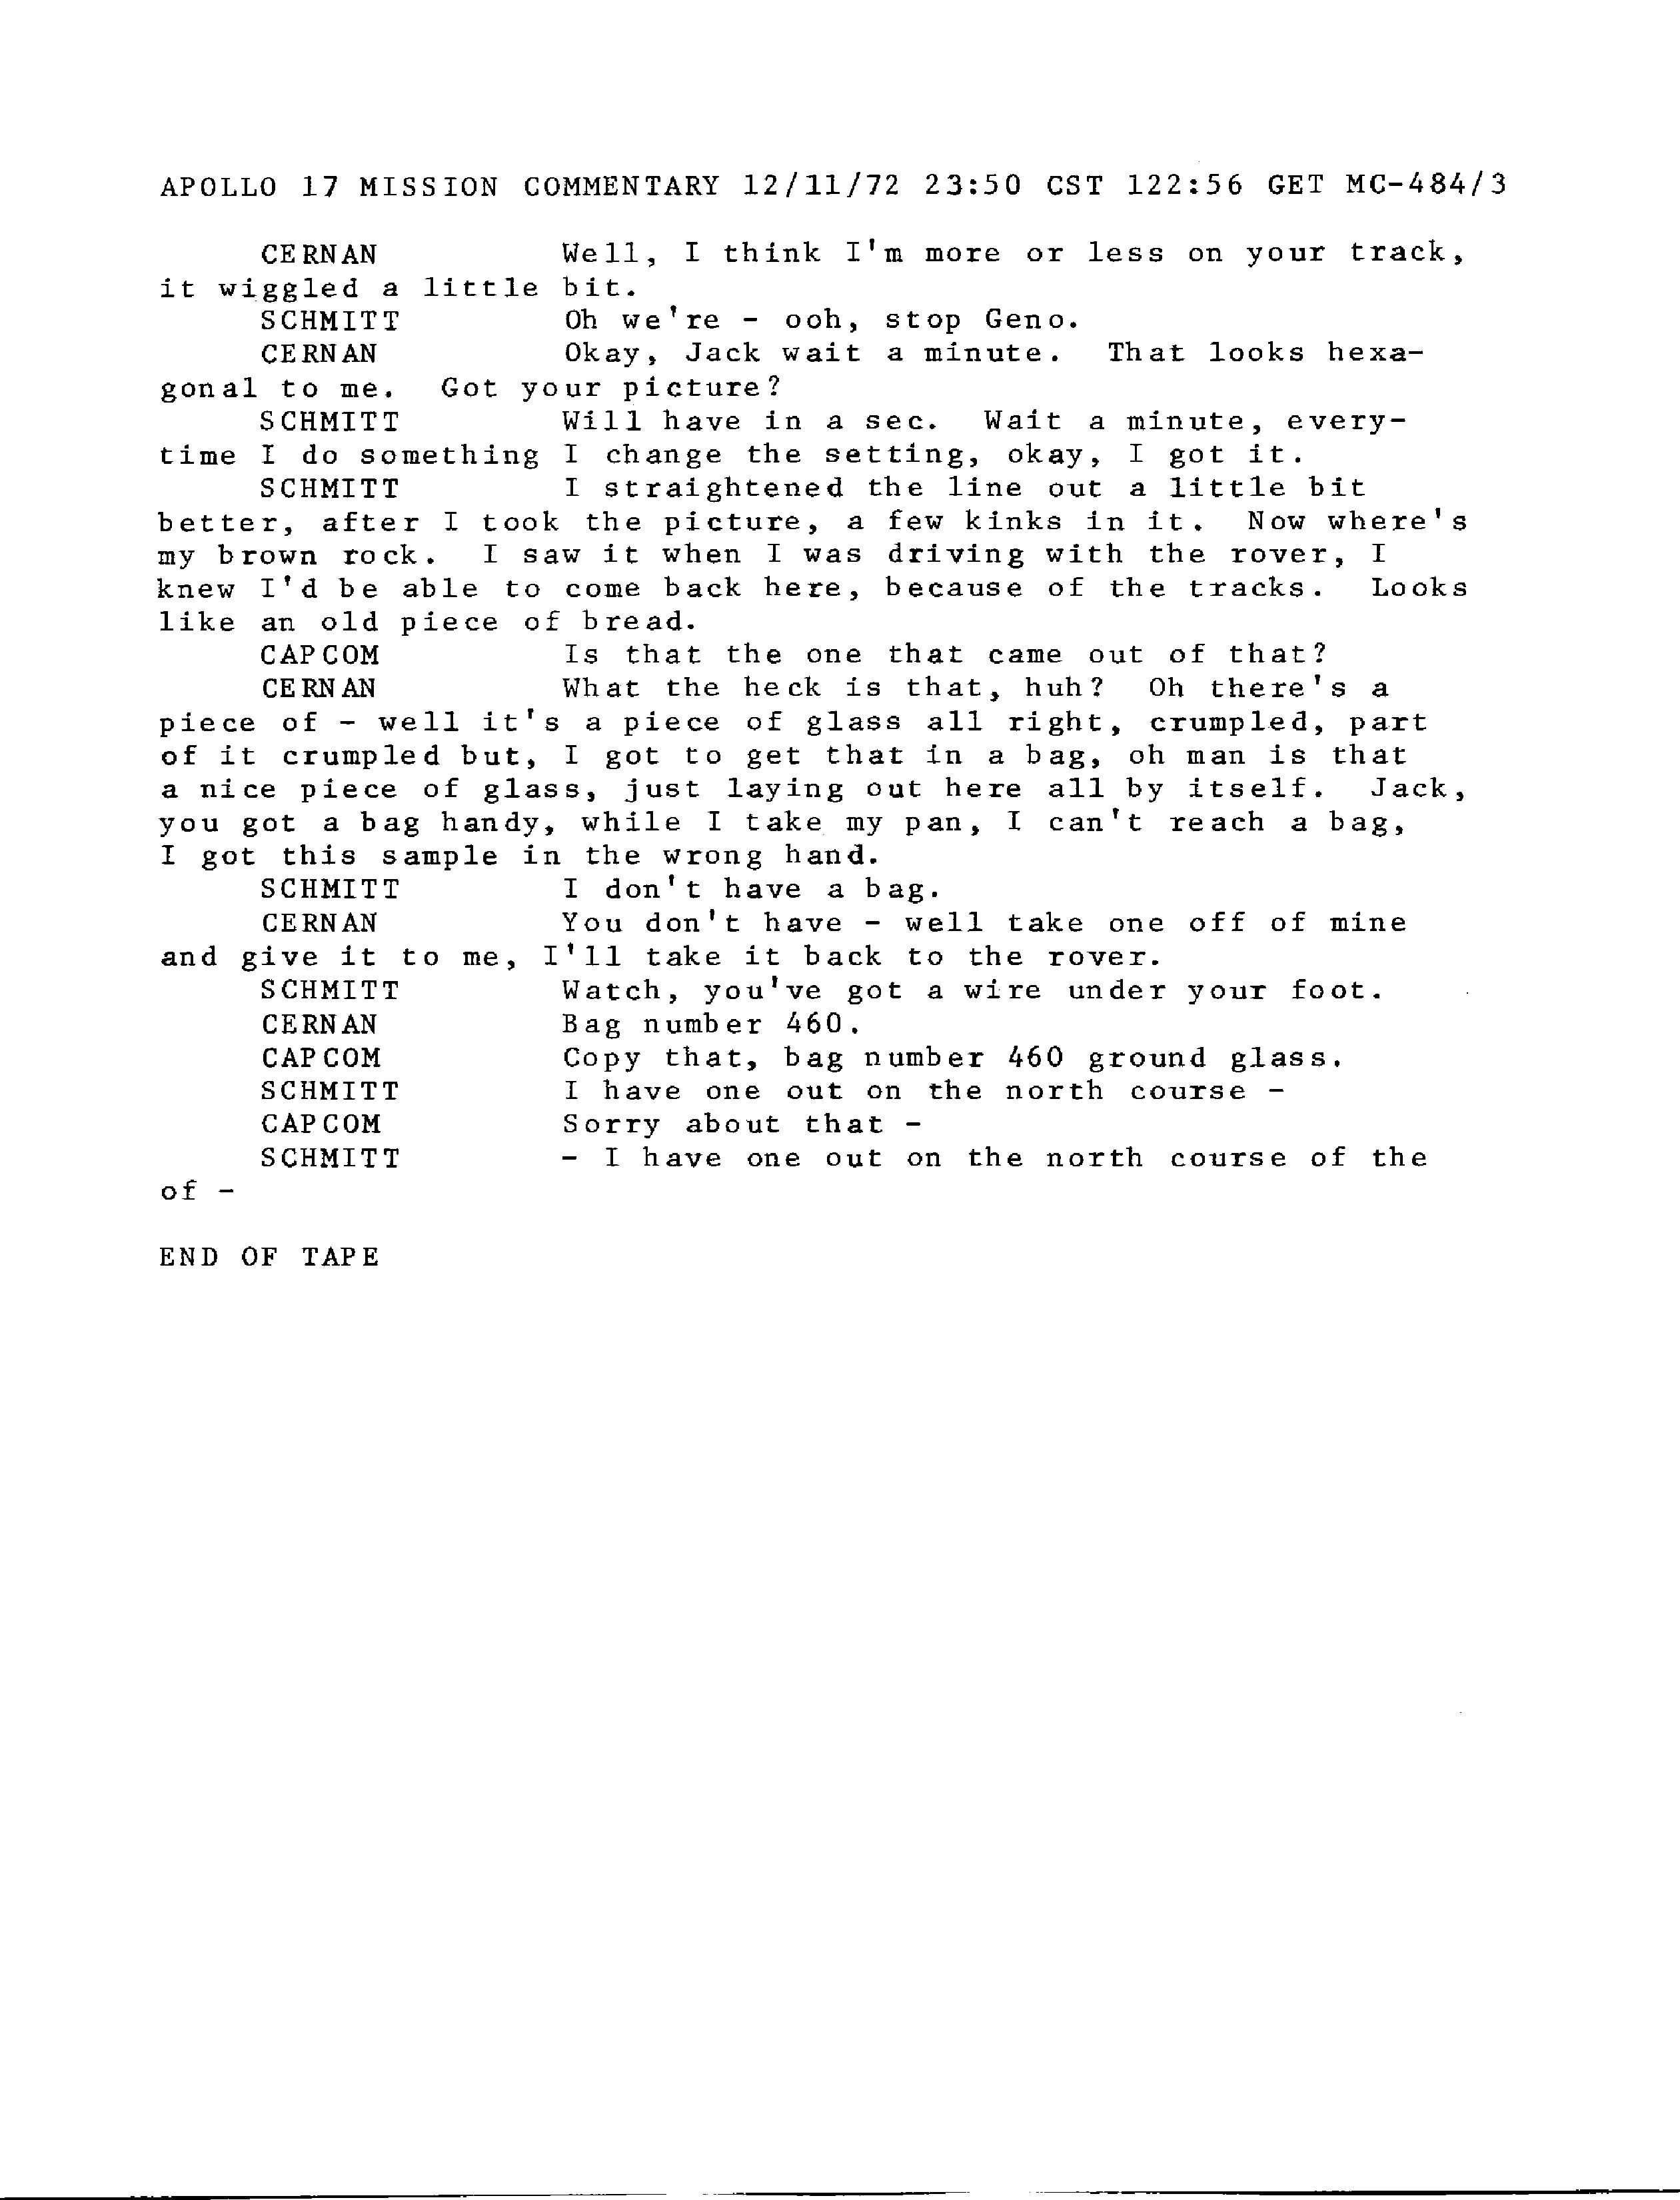 APOLLO 17 MISSION COMMENTARY 12/11/72 23:50 CST 122:56 GET MC-484/3
CERNAN Well, I think I'm more or less on your track,
it wiggled a little bit.
SCHMITT Oh we're - ooh, stop Geno.
CERNAN Okay, Jack wait a minute. That looks hexa-
gonal to me. Got your picture?
SCHMITT Will have in a sec. Wait a minute, every-
time I do something I change the setting, okay, I got it.
SCHMITT I straightened the line out a little bit
better, after I took the picture, a few kinks in it. Now where's
my brown rock. I saw it when I was driving with the rover, I
knew I'd be able to come back here, because of the tracks. Looks
like an old piece of bread.
CAPCOM Is that the one that came out of that?
CERNAN What the heck is that, huh? Oh there's a
piece of - well it's a piece of glass all right, crumpled, part
of it crumpled but, I got to get that in a bag, oh man is that
a nice piece of glass, just laying out here all by itself. Jack,
you got a bag handy, while I take my pan, I can't reach a bag,
I got this sample in the wrong hand.
SCHMITT I don't have a bag.
CERNAN You don't have - well take one off of mine
and give it to me, I'll take it back to the rover.
SCHMITT Watch, you've got a wire under your foot.
CERNAN Bag number 460.
CAPCOM Copy that, bag number 460 ground glass.
SCHMITT I have one out on the north course -
CAPCOM Sorry about that -
SCHMITT - I have one out on the north course of the
of -
END OF TAPE